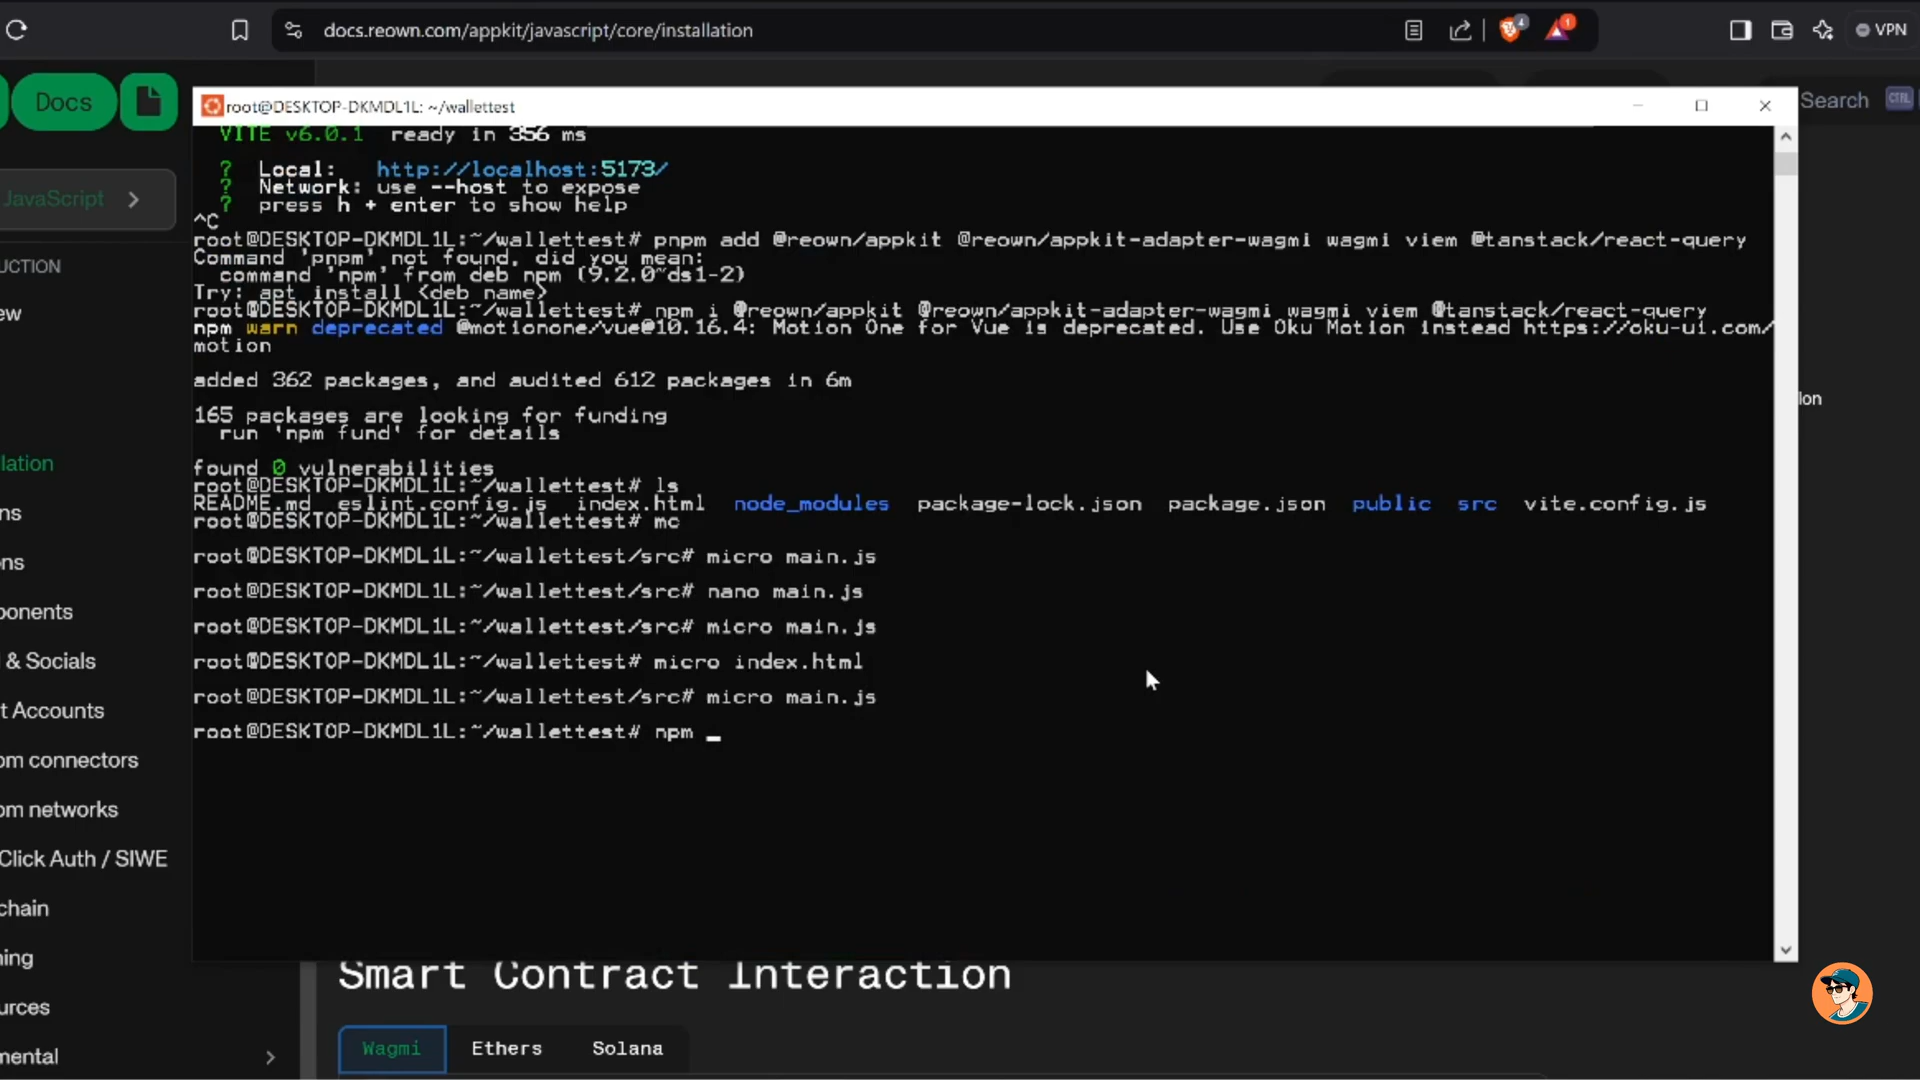 docs.reown.com/appkit/javascript/core/installation
4
1
VPN
Docs
Search
CTRL
root@DESKTOP-DKMDL1L: ~/wallettest
VITE v6.0.1  ready in 356 ms
JavaScript
?  Local:   http://localhost:5173/
?  Network: use --host to expose
?  press h + enter to show help
^C
root@DESKTOP-DKMDL1L:~/wallettest# pnpm add @reown/appkit @reown/appkit-adapter-wagmi wagmi viem @tanstack/react-query
Command 'pnpm' not found, did you mean:
command 'npm' from deb npm (9.2.0~ds1-2)
Try: apt install <deb name>
root@DESKTOP-DKMDL1L:~/wallettest# npm i @reown/appkit @reown/appkit-adapter-wagmi wagmi viem @tanstack/react-query
npm warn deprecated @motionone/vue@10.16.4: Motion One for Vue is deprecated. Use Oku Motion instead https://oku-ui.com/
motion
added 362 packages, and audited 612 packages in 6m
165 packages are looking for funding
run 'npm fund' for details
found 0 vulnerabilities
root@DESKTOP-DKMDL1L:~/wallettest# ls
README.md  eslint.config.js  index.html  node_modules  package-lock.json  package.json  public  src  vite.config.js
root@DESKTOP-DKMDL1L:~/wallettest# mc
root@DESKTOP-DKMDL1L:~/wallettest/src# micro main.js
root@DESKTOP-DKMDL1L:~/wallettest/src# nano main.js
root@DESKTOP-DKMDL1L:~/wallettest/src# micro main.js
root@DESKTOP-DKMDL1L:~/wallettest# micro index.html
root@DESKTOP-DKMDL1L:~/wallettest/src# micro main.js
root@DESKTOP-DKMDL1L:~/wallettest# npm _
UCTION
ew
lation
ns
ons
ponents
l & Socials
t Accounts
om connectors
om networks
Click Auth / SIWE
chain
ning
urces
mental
ion
Smart Contract Interaction
Wagmi
Ethers
Solana